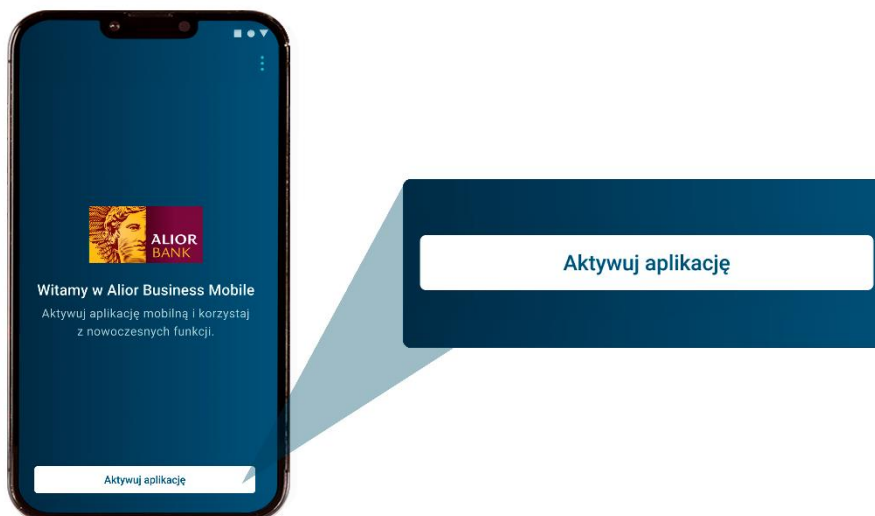 ALIOR
BANK
Witamy w Alior Business Mobile
Aktywuj aplikację mobilną i korzystaj
z nowoczesnych funkcji.
Aktywuj aplikację
Aktywuj aplikację